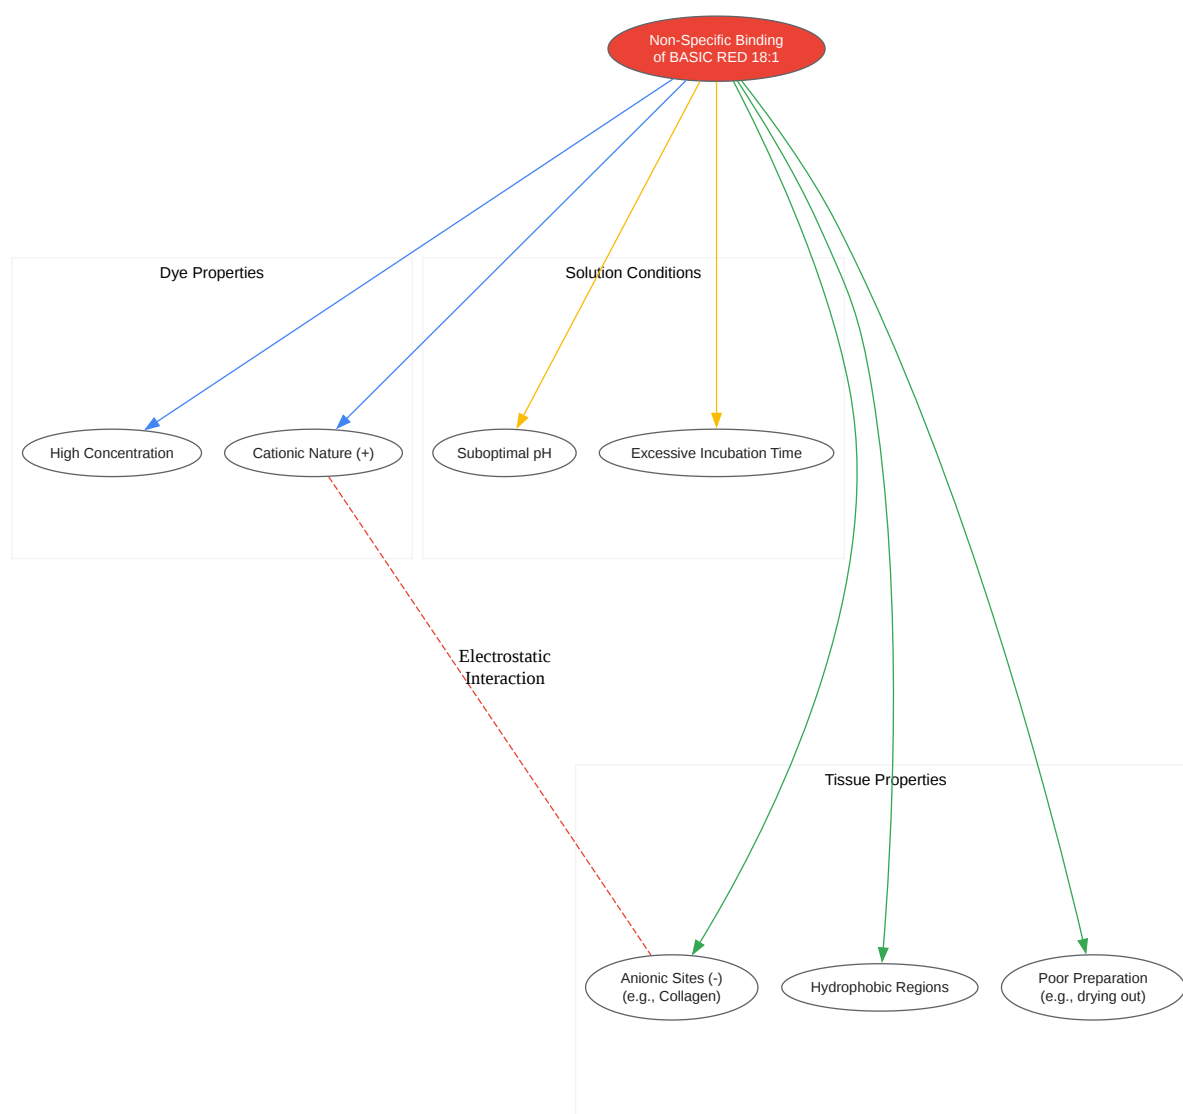 Non-Specific Binding
of BASIC RED 18:1
Dye Properties
Solution Conditions
High Concentration
Cationic Nature (+)
Suboptimal pH
Excessive Incubation Time
Electrostatic
Interaction
Tissue Properties
Anionic Sites (-)
(e.g., Collagen)
Hydrophobic Regions
Poor Preparation
(e.g., drying out)